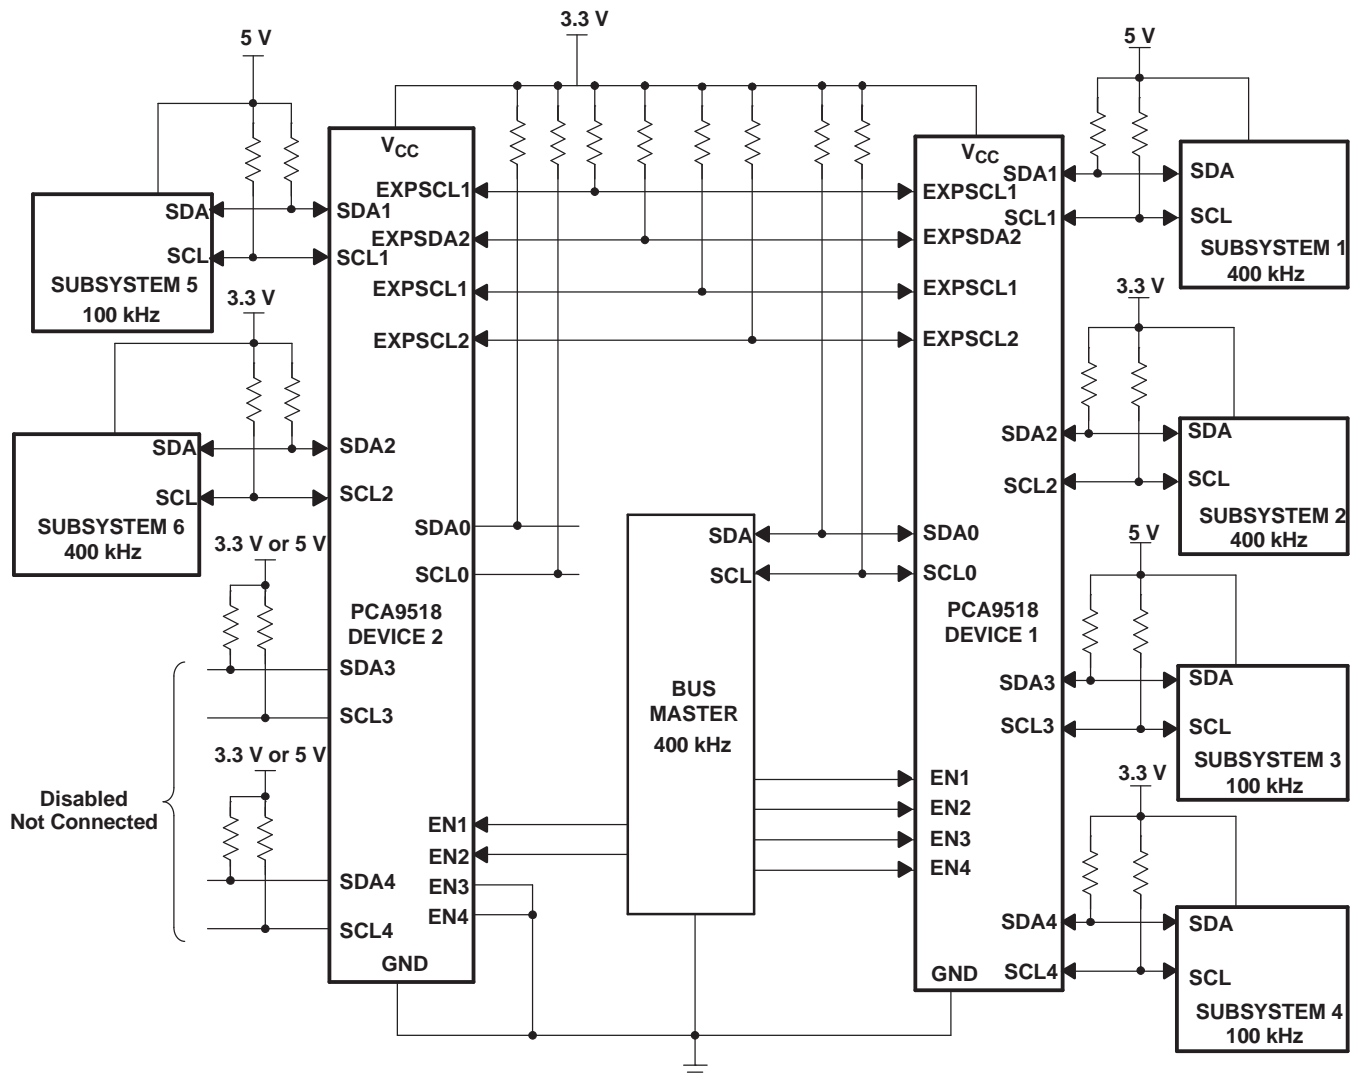 3.3 V
5 V
V_CC
EXPSCL1
EXPSDA2
EXPSCL1
EXPSCL2
SDA1
SCL1
SDA
SCL
SUBSYSTEM 5
100 kHz
3.3 V
SDA2
SCL2
SDA
SCL
SUBSYSTEM 6
400 kHz
SDA0
SCL0
3.3 V or 5 V
PCA9518
DEVICE 2
SDA3
SCL3
3.3 V or 5 V
Disabled
Not Connected
SDA4
SCL4
EN1
EN2
EN3
EN4
GND
SDA
SCL
BUS
MASTER
400 kHz
V_CC
EXPSCL1
EXPSDA2
EXPSCL1
EXPSCL2
SDA0
SCL0
PCA9518
DEVICE 1
EN1
EN2
EN3
EN4
GND
5 V
SDA1
SCL1
SDA
SCL
SUBSYSTEM 1
400 kHz
3.3 V
SDA2
SCL2
SDA
SCL
SUBSYSTEM 2
400 kHz
5 V
SDA3
SCL3
SDA
SCL
SUBSYSTEM 3
100 kHz
3.3 V
SDA4
SCL4
SDA
SCL
SUBSYSTEM 4
100 kHz